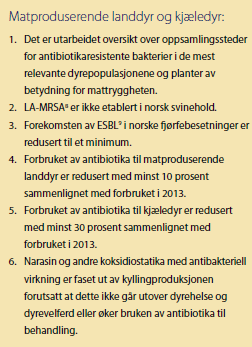 Matproduserende landdyr og kjæledyr:
1. Det er utarbeidet oversikt over oppsamlingssteder
for antibiotikaresistente bakterier i de mest
relevante dyrepopulasjonene og planter av
betydning for mattryggheten.
2. LA-MRSA⁸ er ikke etablert i norsk svinehold.
3. Forekomsten av ESBL⁹ i norske fjørfebesetninger er
redusert til et minimum.
4. Forbruket av antibiotika til matproduserende
landdyr er redusert med minst 10 prosent
sammenlignet med forbruket i 2013.
5. Forbruket av antibiotika til kjæledyr er redusert
med minst 30 prosent sammenlignet med
forbruket i 2013.
6. Narasin og andre koksidiostatika med antibakteriell
virkning er faset ut av kyllingproduksjonen
forutsatt at dette ikke går utover dyrehelse og
dyrevelferd eller øker bruken av antibiotika til
behandling.